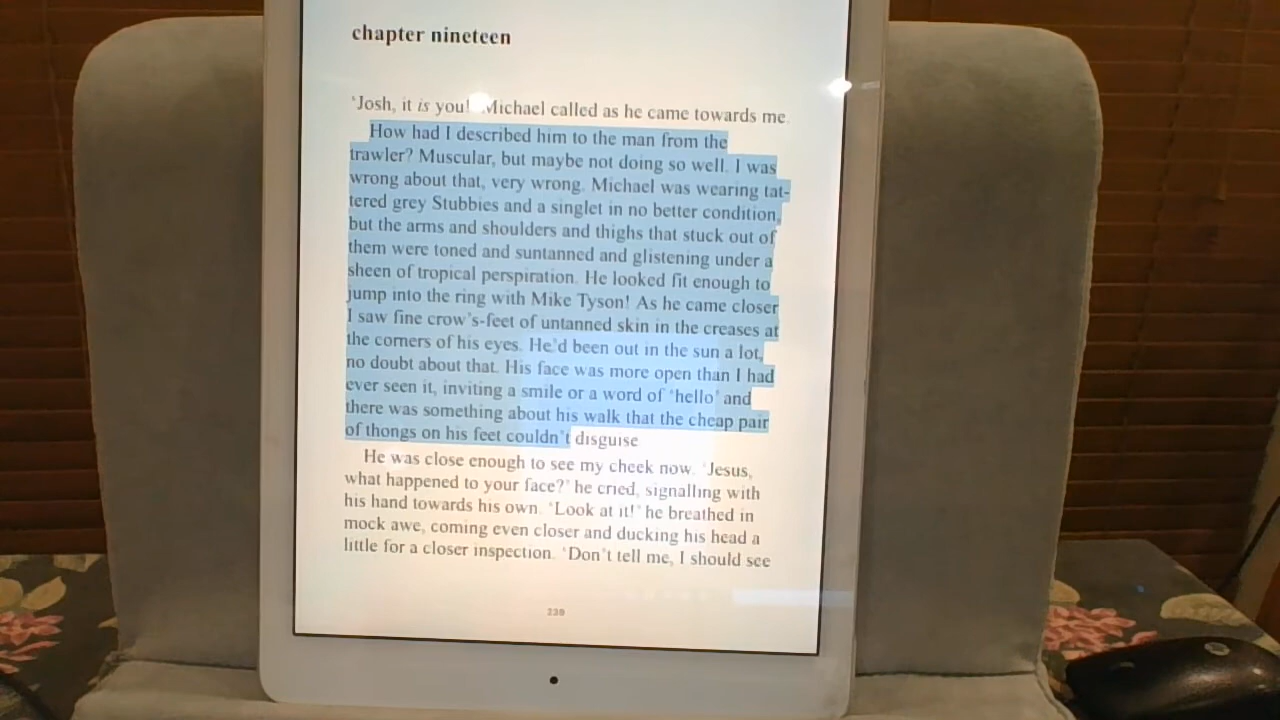 chapter nineteen
'Josh, it is you! Michael called as he came towards me.
How had I described him to the man from the
trawler? Muscular, but maybe not doing so well. I was
wrong about that, very wrong. Michael was wearing tat-
tered grey Stubbies and a singlet in no better condition,
but the arms and shoulders and thighs that stuck out of
them were toned and suntanned and glistening under a
sheen of tropical perspiration. He looked fit enough to
jump into the ring with Mike Tyson! As he came closer
I saw fine crow's-feet of untanned skin in the creases at
the corners of his eyes. He'd been out in the sun a lot,
no doubt about that. His face was more open than I had
ever seen it, inviting a smile or a word of 'hello' and
there was something about his walk that the cheap pair
of thongs on his feet couldn't disguise
He was close enough to see my cheek now. 'Jesus,
what happened to your face?' he cried, signalling with
his hand towards his own. 'Look at it!' he breathed in
mock awe, coming even closer and ducking his head a
little for a closer inspection. 'Don't tell me, I should see
239